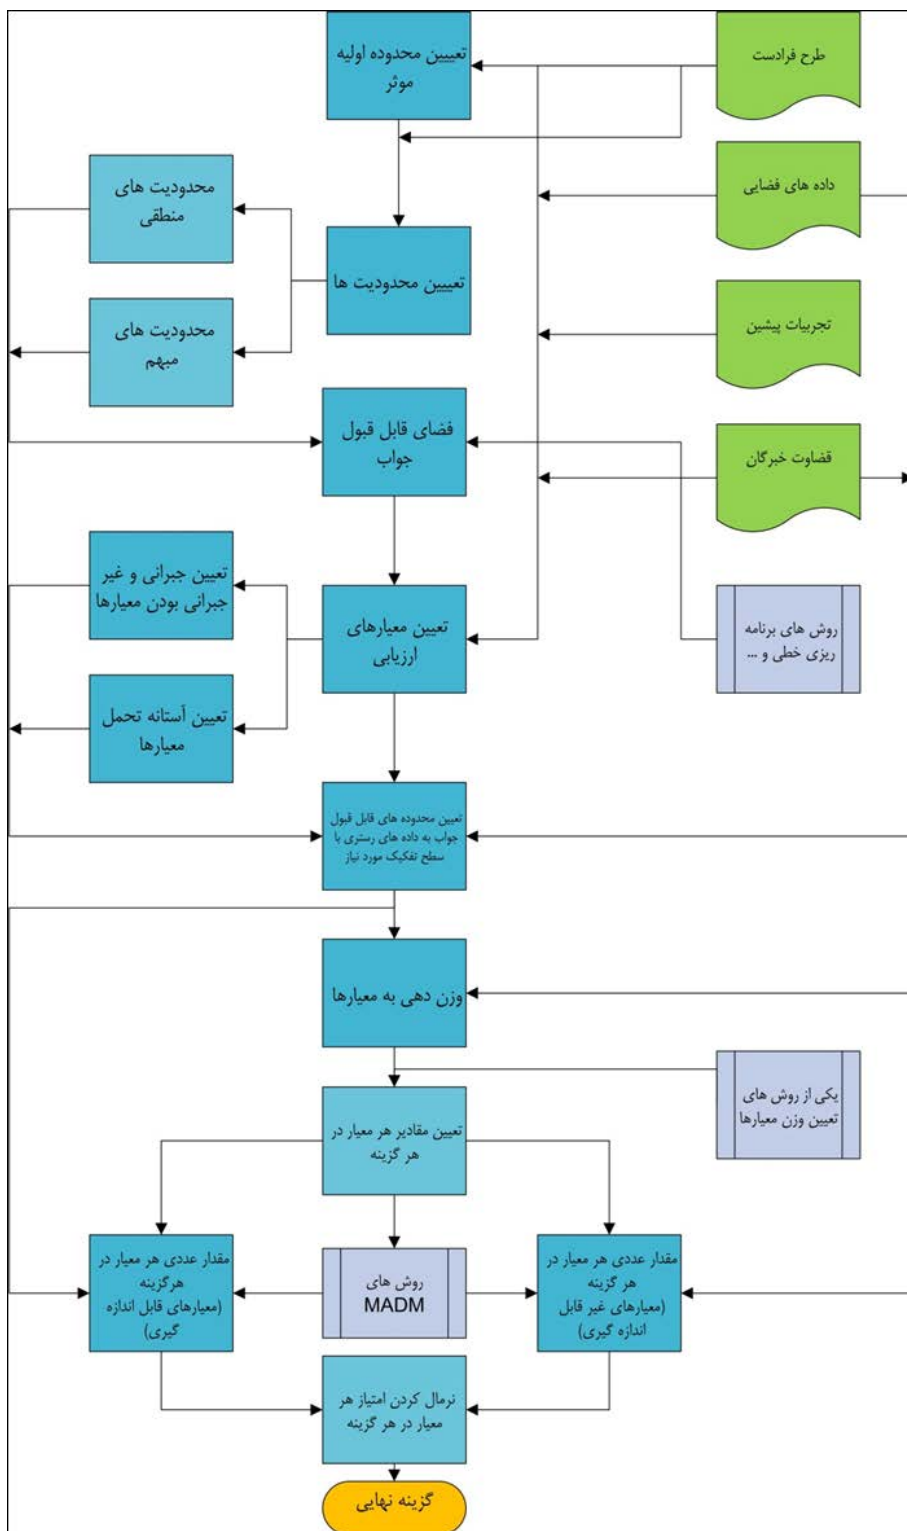 تعییین محدوده اولیه
موثر
طرح فرادست
داده های فضایی
محدودیت های
منطقی
تعییین محدودیت ها
محدودیت های
مبهم
تجربیات پیشین
فضای قابل قبول
جواب
قضاوت خبرگان
تعیین جبرانی و غیر
جبرانی بودن معیارها
تعیین معیارهای
ارزیابی
روش های برنامه
ریزی خطی و ...
تعیین آستانه تحمل
معیارها
تعیین محدوده های قابل قبول
جواب به داده های رستری با
سطح تفکیک مورد نیاز
وزن دهی به معیارها
یکی از روش های
تعیین وزن معیارها
تعیین مقادیر هر معیار در
هر گزینه
مقدار عددی هر معیار در
هر گزینه
(معیارهای غیر قابل
اندازه گیری)
روش های
MADM
مقدار عددی هر معیار در
هرگزینه
(معیارهای قابل اندازه
گیری)
نرمال کردن امتیاز هر
معیار در هر گزینه
گزینه نهایی